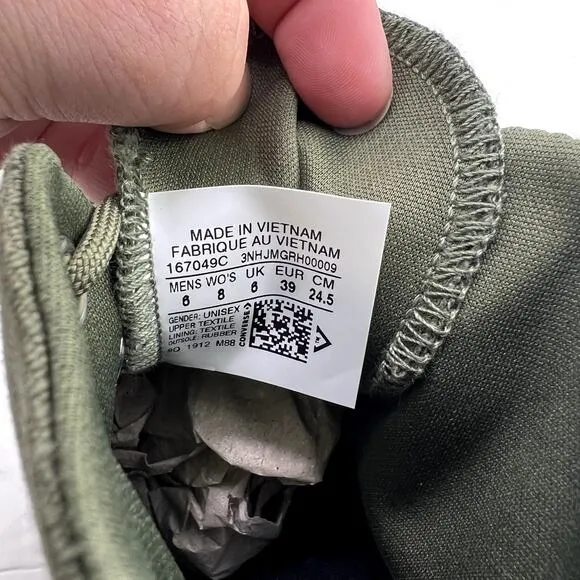 MADE IN VIETNAM
FABRIQUE AU VIETNAM
167049C 3NHJMGRH00009
MENS WO'S UK EUR CM
6 8 6 39 24.5
GENDER: UNISEX
UPPER: TEXTILE
LINING: TEXTILE
OUTSOLE: RUBBER
1912 M88
CONVERSE